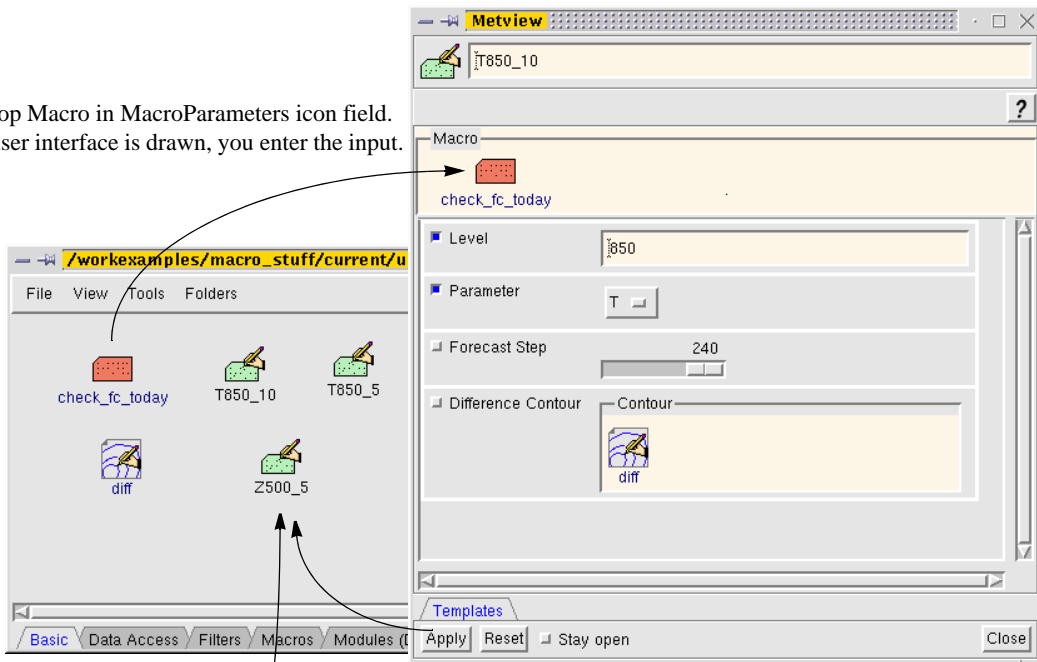 Metview
T850_10
op Macro in MacroParameters icon field.
ser interface is drawn, you enter the input.
?
Macro
check_fc_today
Level
850
Parameter
T
Forecast Step
240
Difference Contour
Contour
diff
/workexamples/macro_stuff/current/u
File View Tools Folders
check_fc_today
T850_10
T850_5
diff
Z500_5
Basic Data Access Filters Macros Modules (
Templates
Apply Reset Stay open Close